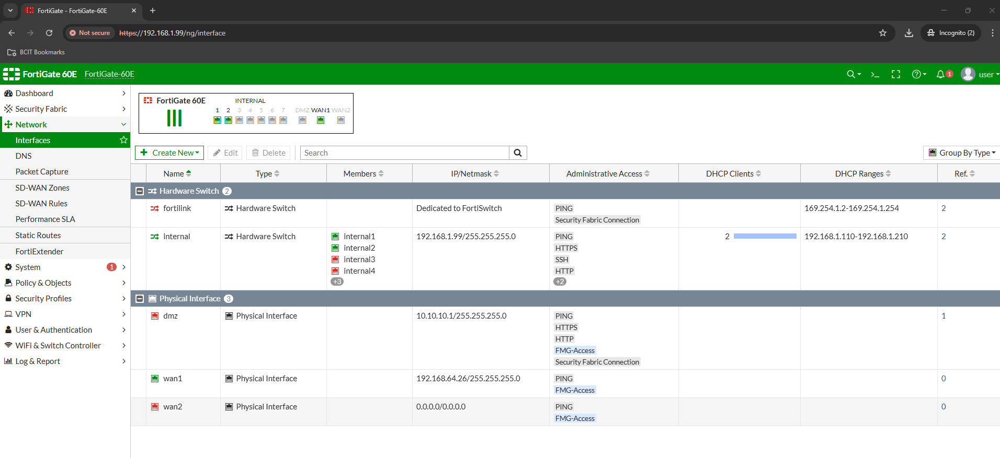 FortiGate - FortiGate-60E
Not secure https://192.168.1.99/ng/interface Incognito (2)
BCIT Bookmarks
FortiGate 60E FortiGate-60E 1 user
Dashboard
Security Fabric
Network
Interfaces
DNS
Packet Capture
SD-WAN Zones
SD-WAN Rules
Performance SLA
Static Routes
FortiExtender
System 1
Policy & Objects
Security Profiles
VPN
User & Authentication
WiFi & Switch Controller
Log & Report
FortiGate 60E INTERNAL
1 2 3 4 5 6 7 DMZ WAN1 WAN2
Create New Edit Delete Search Group By Type
Name Type Members IP/Netmask Administrative Access DHCP Clients DHCP Ranges Ref.
Hardware Switch 2
fortilink Hardware Switch Dedicated to FortiSwitch PING 169.254.1.2-169.254.1.254 2
Security Fabric Connection
internal Hardware Switch internal1 192.168.1.99/255.255.255.0 PING 2 192.168.1.110-192.168.1.210 2
internal2 HTTPS
internal3 SSH
internal4 HTTP
+3 +2
Physical Interface 3
dmz Physical Interface 10.10.10.1/255.255.255.0 PING 1
HTTPS
HTTP
FMG-Access
Security Fabric Connection
wan1 Physical Interface 192.168.64.26/255.255.255.0 PING 0
FMG-Access
wan2 Physical Interface 0.0.0.0/0.0.0.0 PING 0
FMG-Access